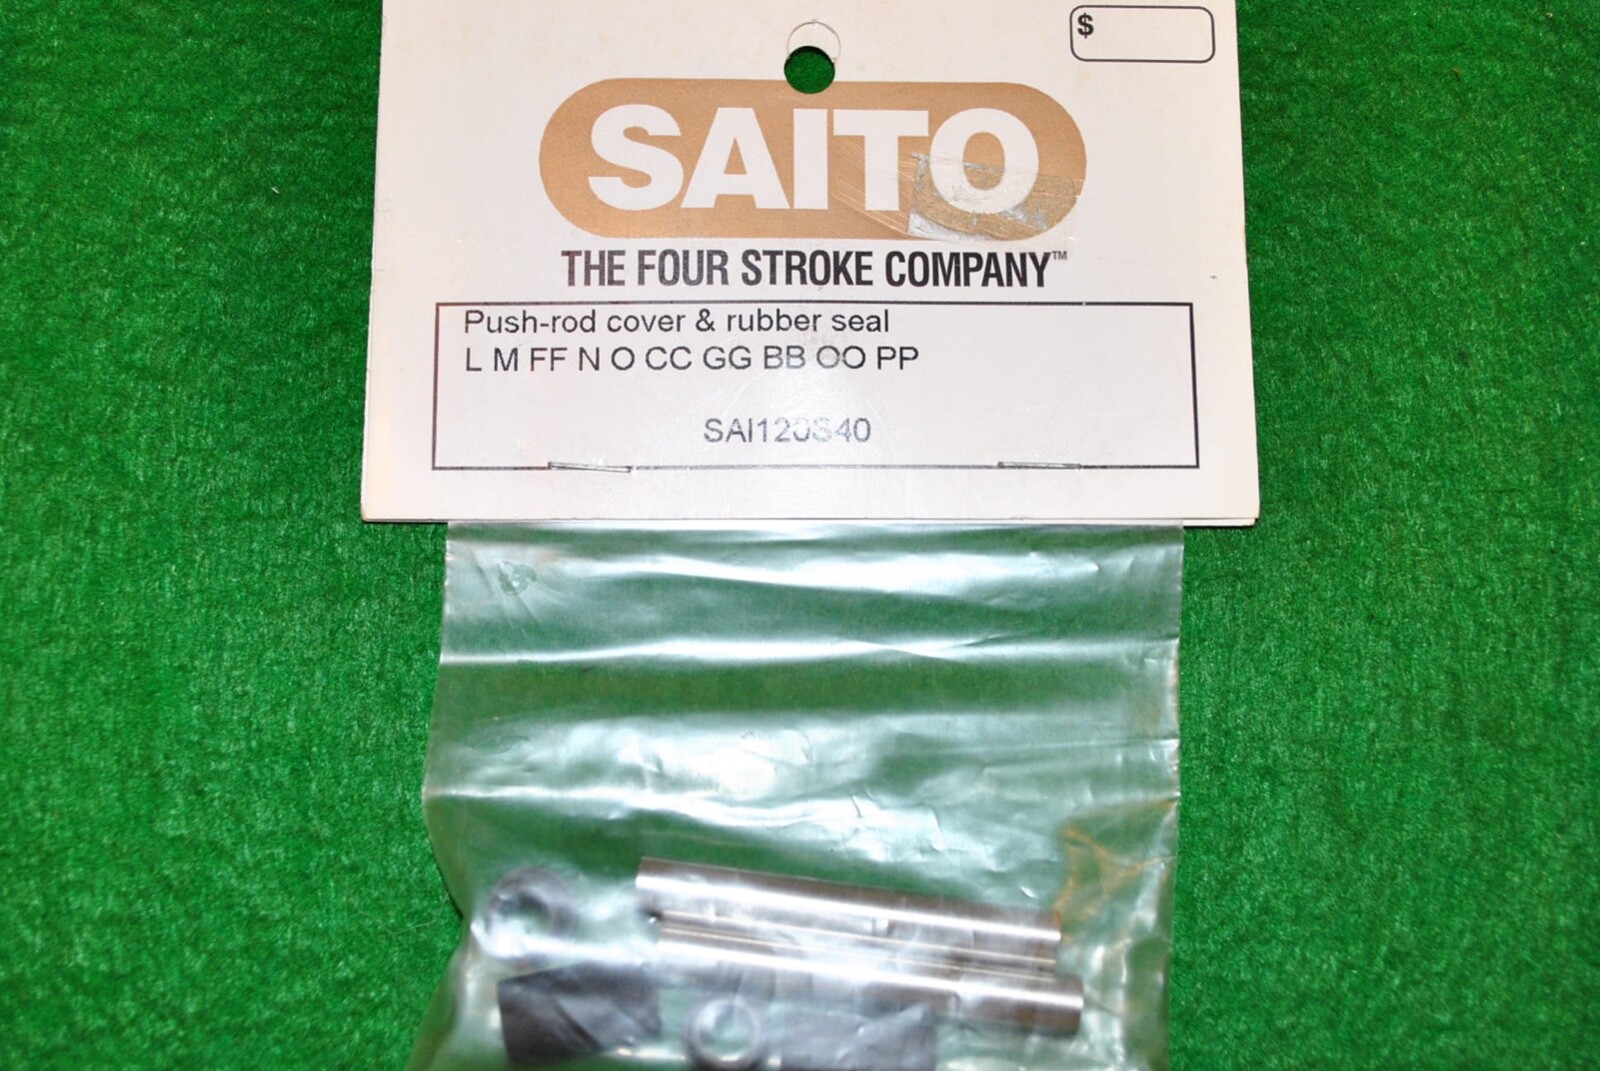 $
SAITO
THE FOUR STROKE COMPANY™
Push-rod cover & rubber seal
L M FF N O CC GG BB OO PP
SAI120S40